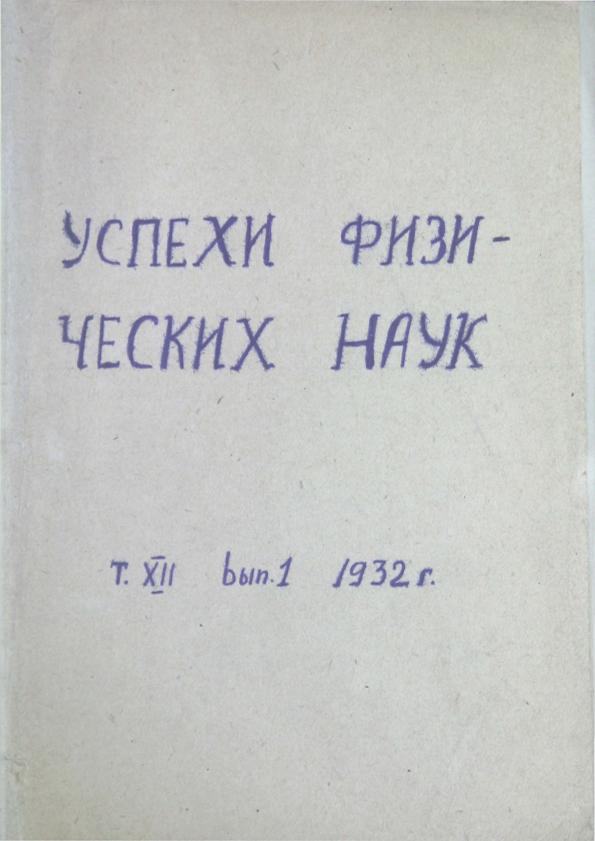 УСПЕХИ ФИЗИ-
ЧЕСКИХ НАУК
Т. XII вып. 1 1932 г.